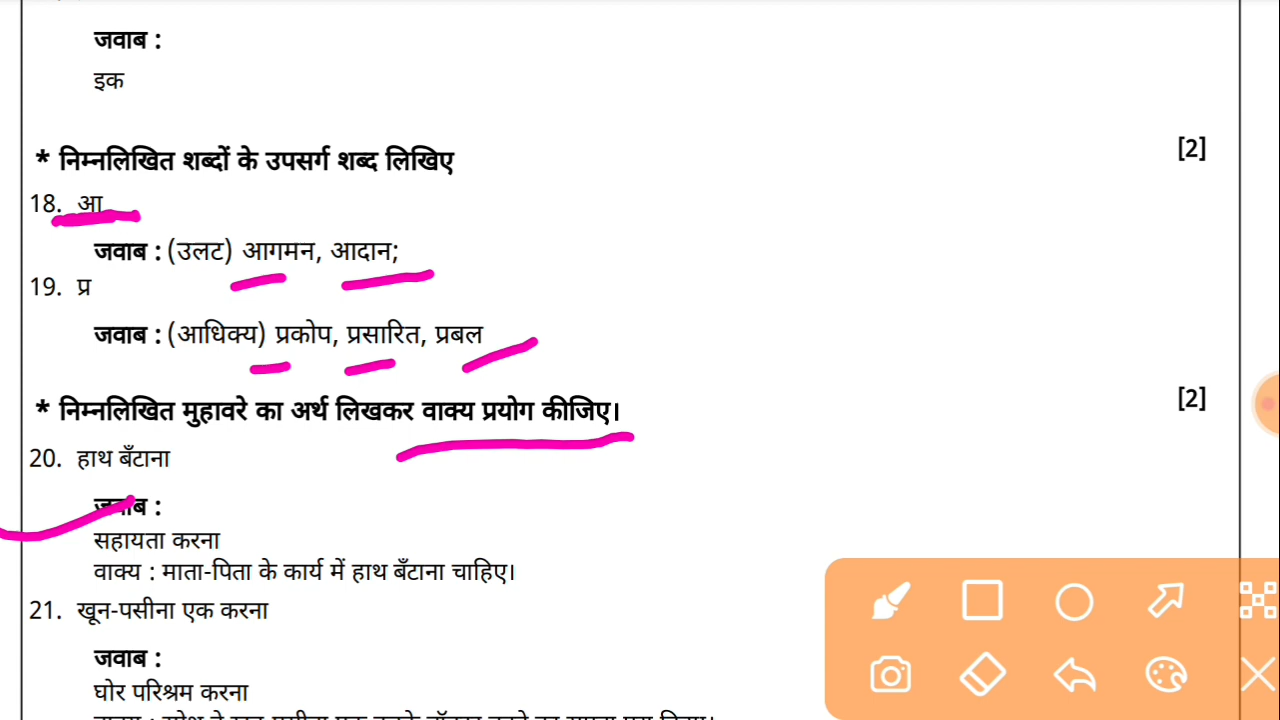 जवाब :
इक
* निम्नलिखित शब्दों के उपसर्ग शब्द लिखिए [2]
18. आ
जवाब : (उलट) आगमन, आदान;
19. प्र
जवाब : (आधिक्य) प्रकोप, प्रसारित, प्रबल
* निम्नलिखित मुहावरे का अर्थ लिखकर वाक्य प्रयोग कीजिए। [2]
20. हाथ बँटाना
जवाब :
सहायता करना
वाक्य : माता-पिता के कार्य में हाथ बँटाना चाहिए।
21. खून-पसीना एक करना
जवाब :
घोर परिश्रम करना